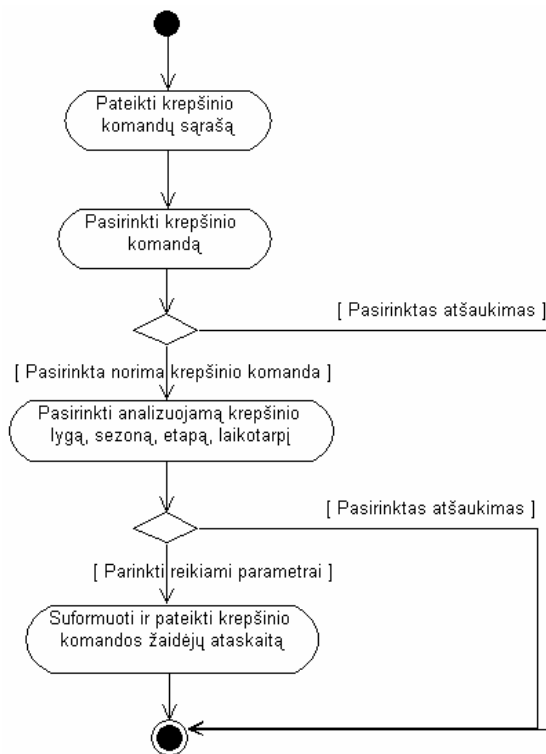 Pateikti krepšinio
komandų sąrašą
Pasirinkti krepšinio
komandą
[ Pasirinktas atšaukimas ]
[ Pasirinkta norima krepšinio komanda ]
Pasirinkti analizuojamą krepšinio
lygą, sezoną, etapą, laikotarpį
[ Pasirinktas atšaukimas ]
[ Parinkti reikiami parametrai ]
Suformuoti ir pateikti krepšinio
komandos žaidėjų ataskaitą